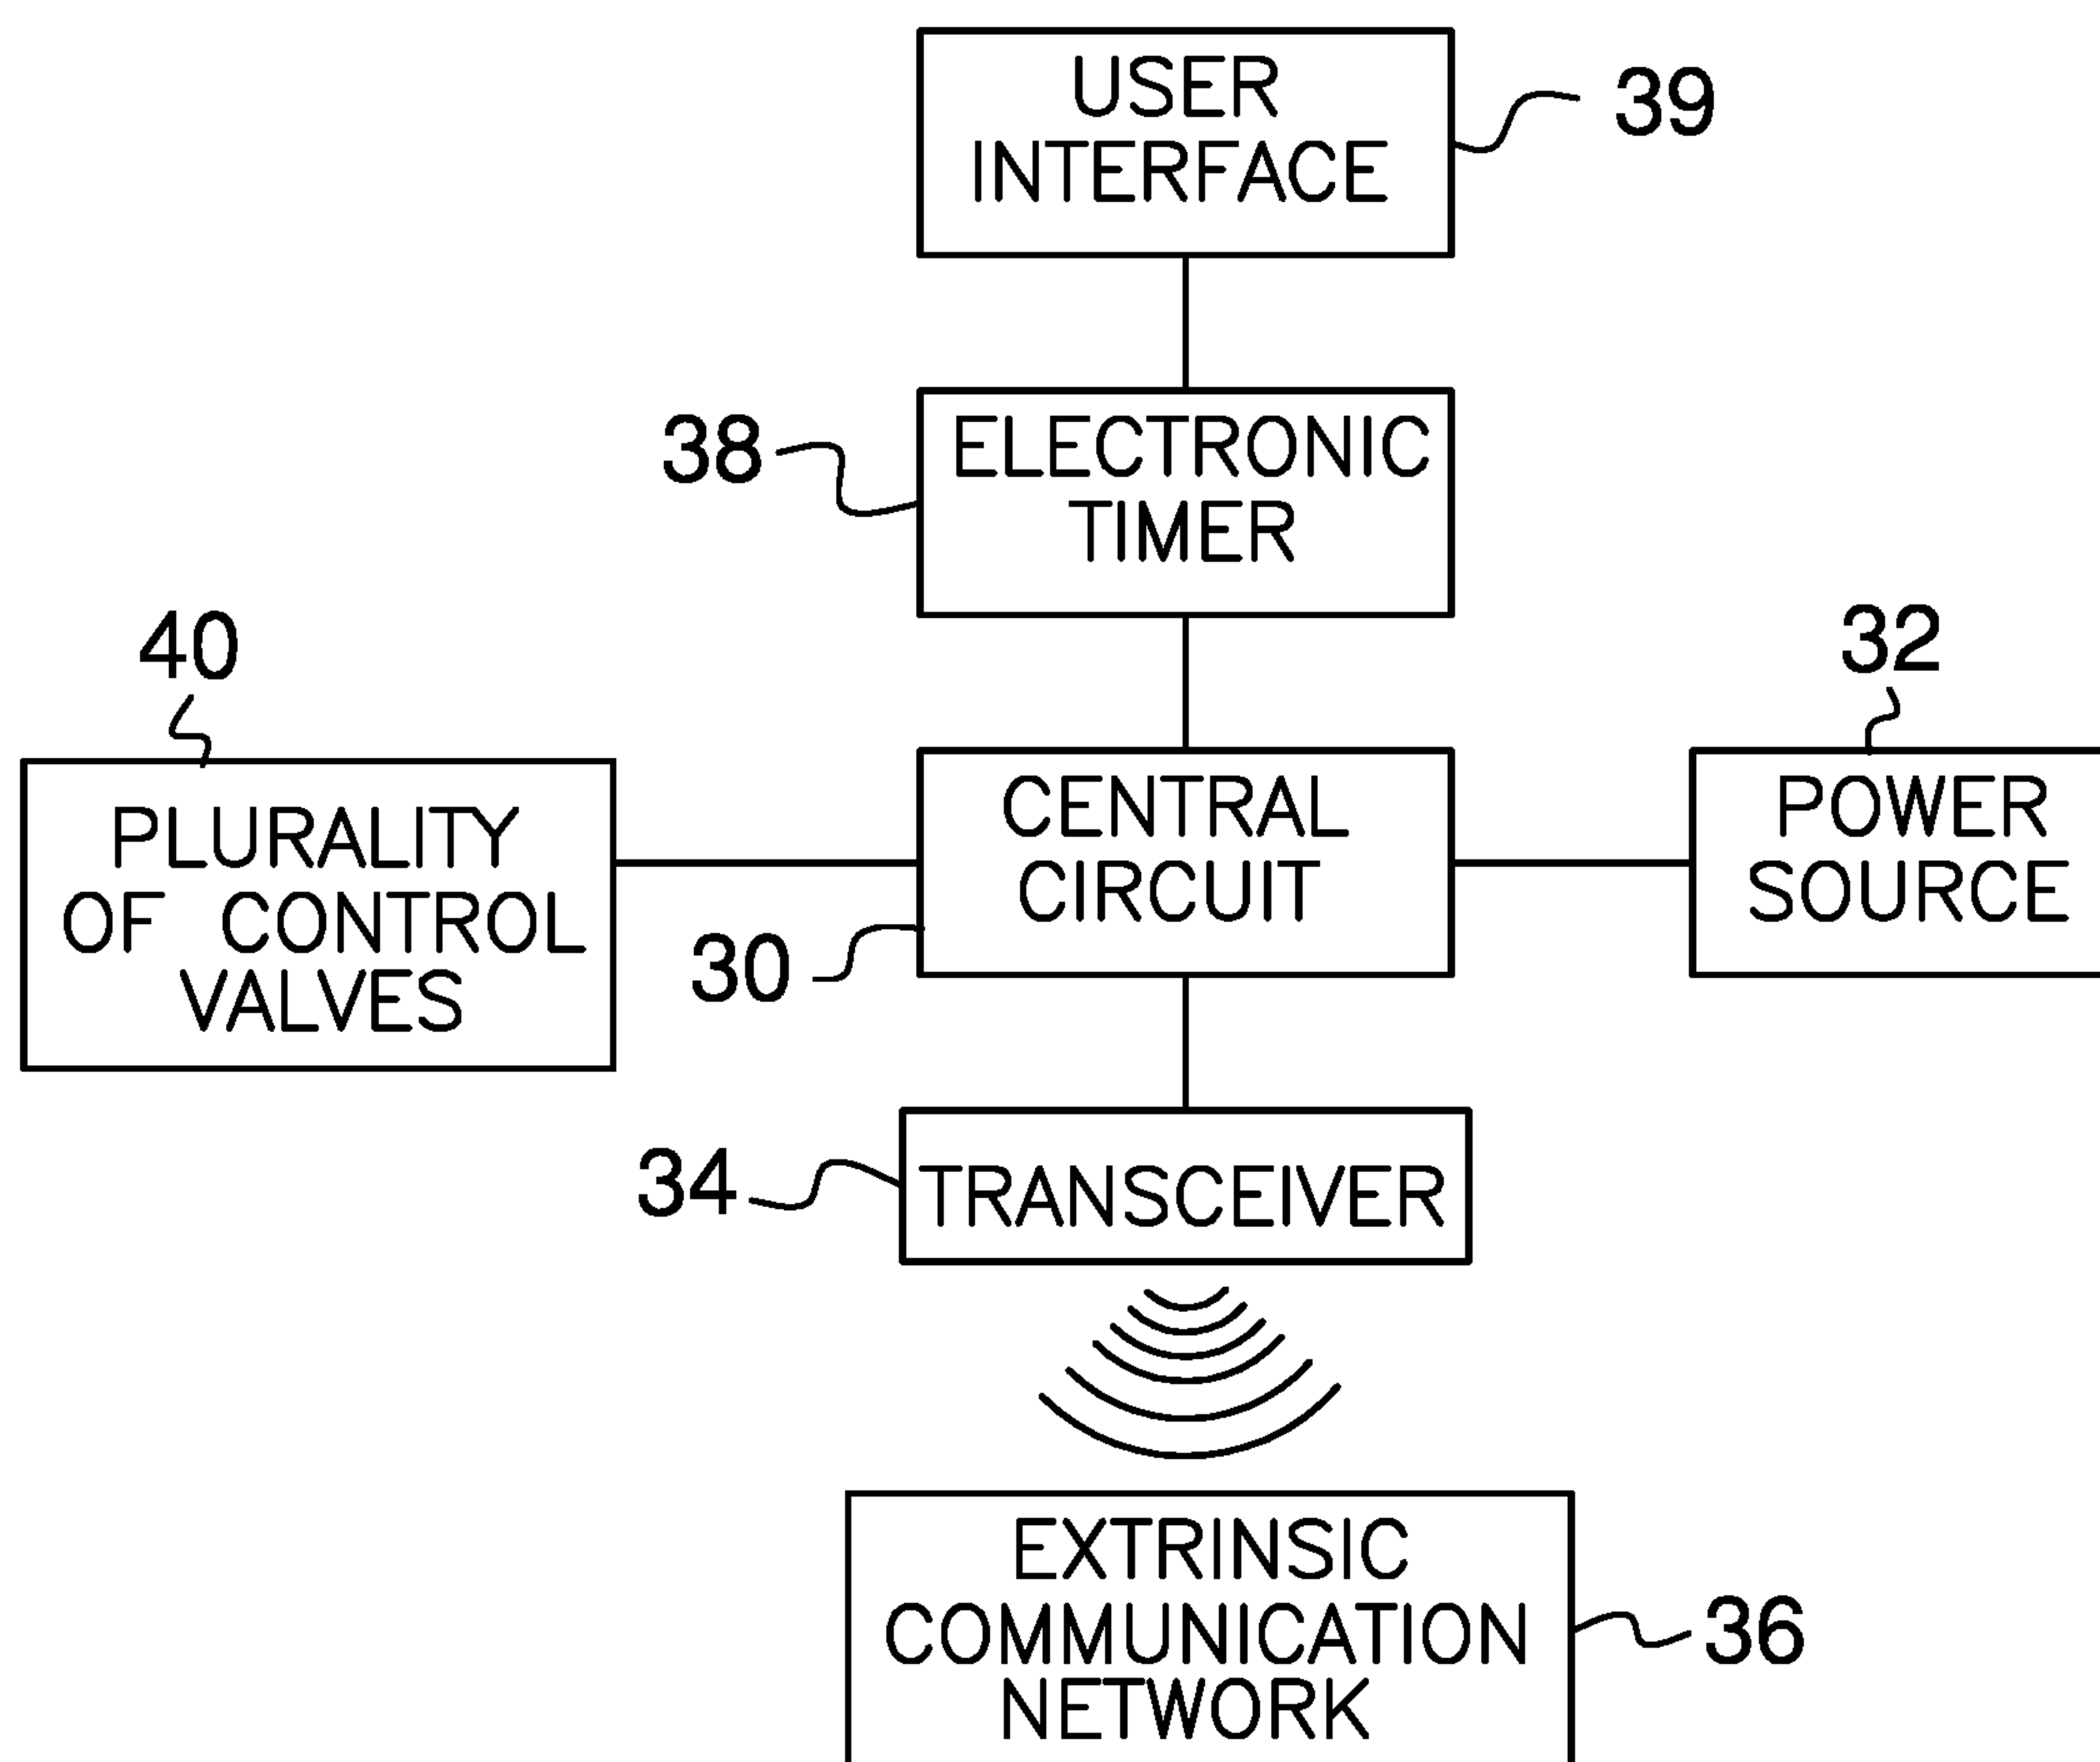 USER
INTERFACE
39
38
ELECTRONIC
TIMER
40
32
PLURALITY
OF CONTROL
VALVES
CENTRAL
CIRCUIT
30
POWER
SOURCE
34
TRANSCEIVER
EXTRINSIC
COMMUNICATION
NETWORK
36